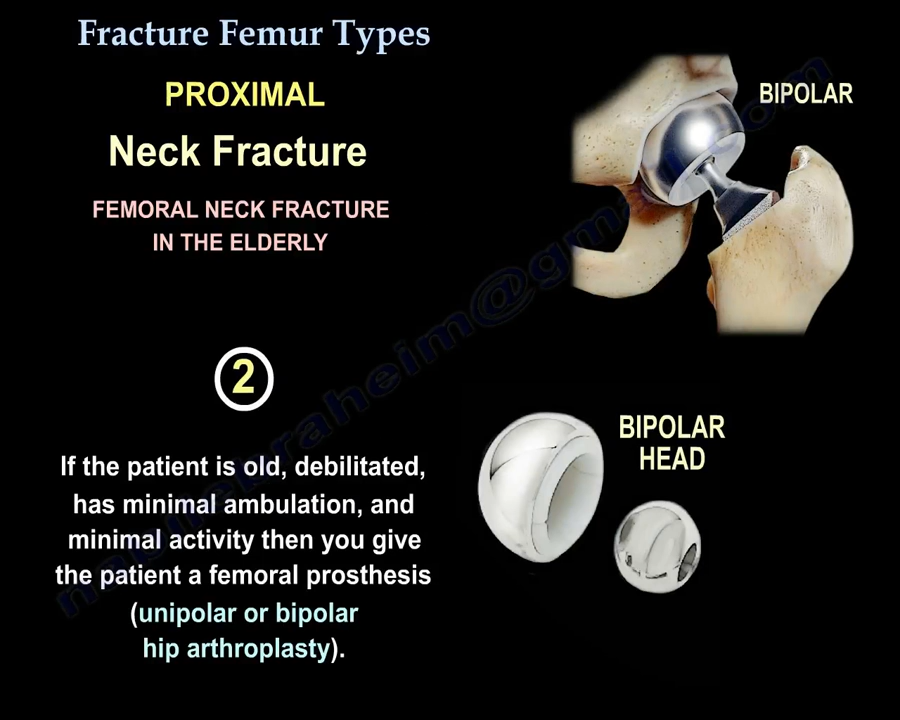 Fracture Femur Types
PROXIMAL
Neck Fracture
FEMORAL NECK FRACTURE
IN THE ELDERLY
2
If the patient is old, debilitated,
has minimal ambulation, and
minimal activity then you give
the patient a femoral prosthesis
(unipolar or bipolar
hip arthroplasty).
BIPOLAR
BIPOLAR
HEAD